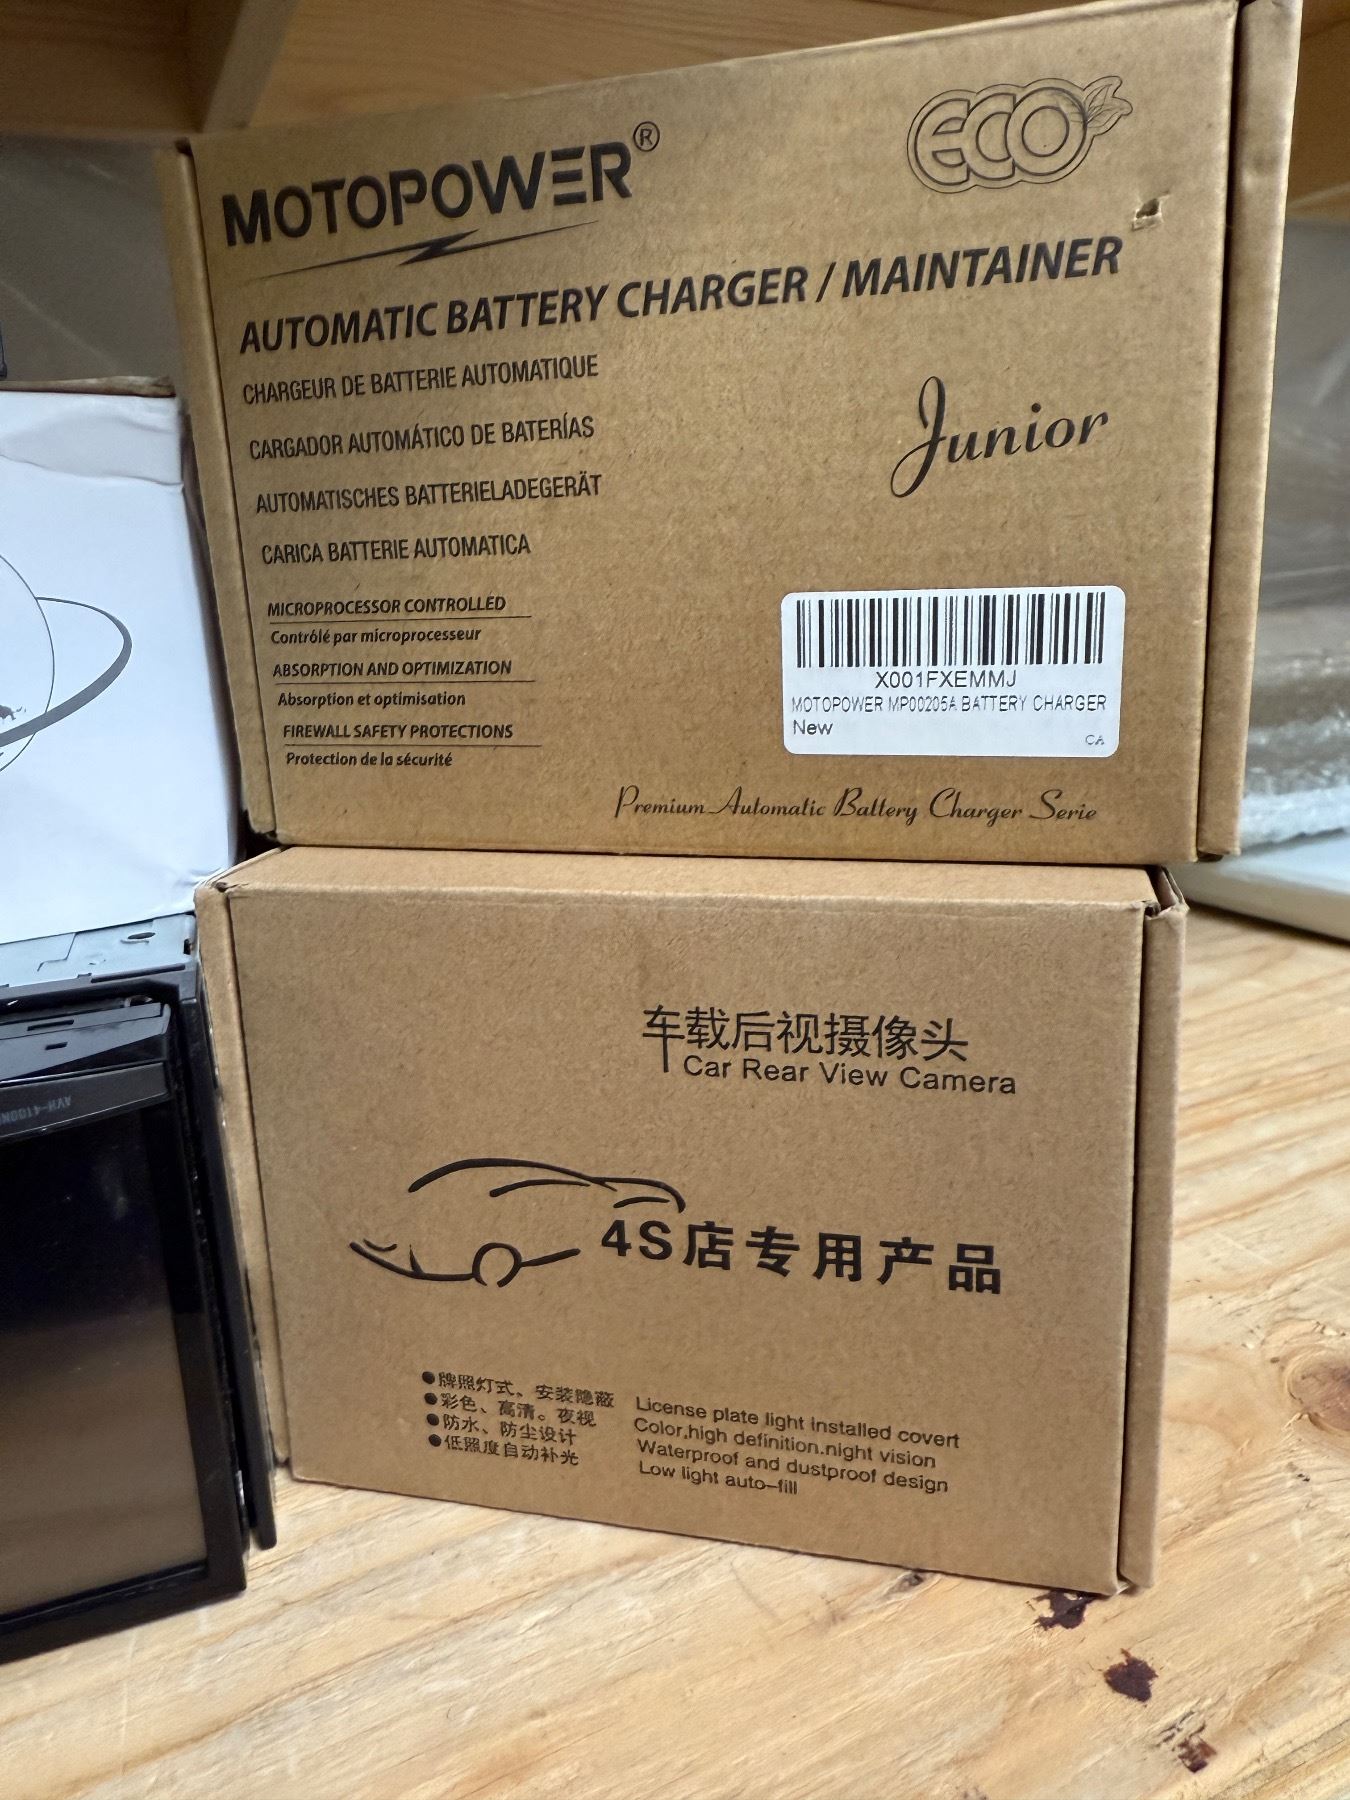 MOTOPOWER®
ECO
AUTOMATIC BATTERY CHARGER / MAINTAINER
CHARGEUR DE BATTERIE AUTOMATIQUE
CARGADOR AUTOMÁTICO DE BATERÍAS
AUTOMATISCHES BATTERIELADEGERÄT
CARICA BATTERIE AUTOMATICA
Junior
MICROPROCESSOR CONTROLLED
Contrôlé par microprocesseur
ABSORPTION AND OPTIMIZATION
Absorption et optimisation
FIREWALL SAFETY PROTECTIONS
Protection de la sécurité
X001FXEMMJ
MOTOPOWER MP00205A BATTERY CHARGER
New
CA
Premium Automatic Battery Charger Serie
车载后视摄像头
Car Rear View Camera
4S店专用产品
●牌照灯式、安装隐蔽
●彩色、高清。夜视
●防水、防尘设计
●低照度自动补光
License plate light installed covert
Color,high definition.night vision
Waterproof and dustproof design
Low light auto-fill